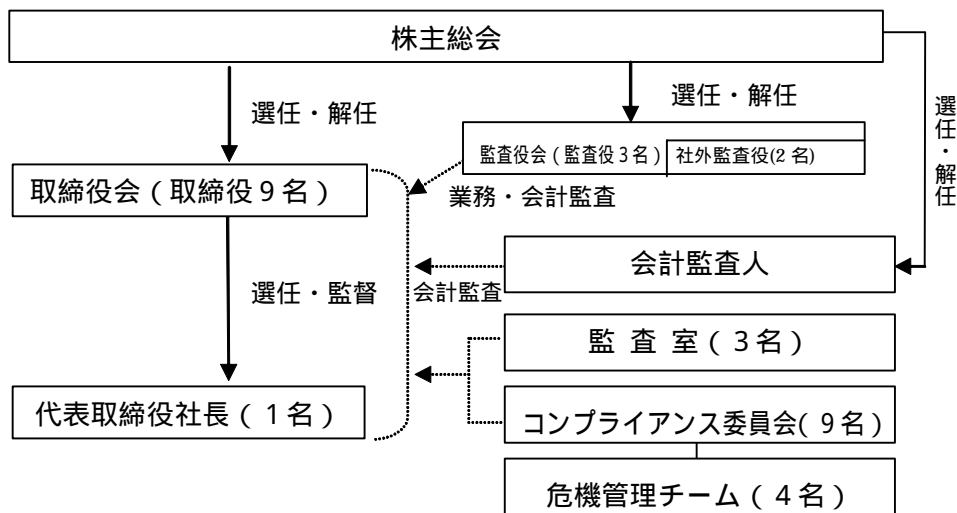 株主総会
選任・解任
選任・解任
選任・解任
監査役会(監査役3名)
社外監査役(2名)
取締役会(取締役9名)
業務・会計監査
会計監査人
選任・監督
会計監査
監 査 室(3名)
代表取締役社長(1名)
コンプライアンス委員会(9名)
危機管理チーム(4名)